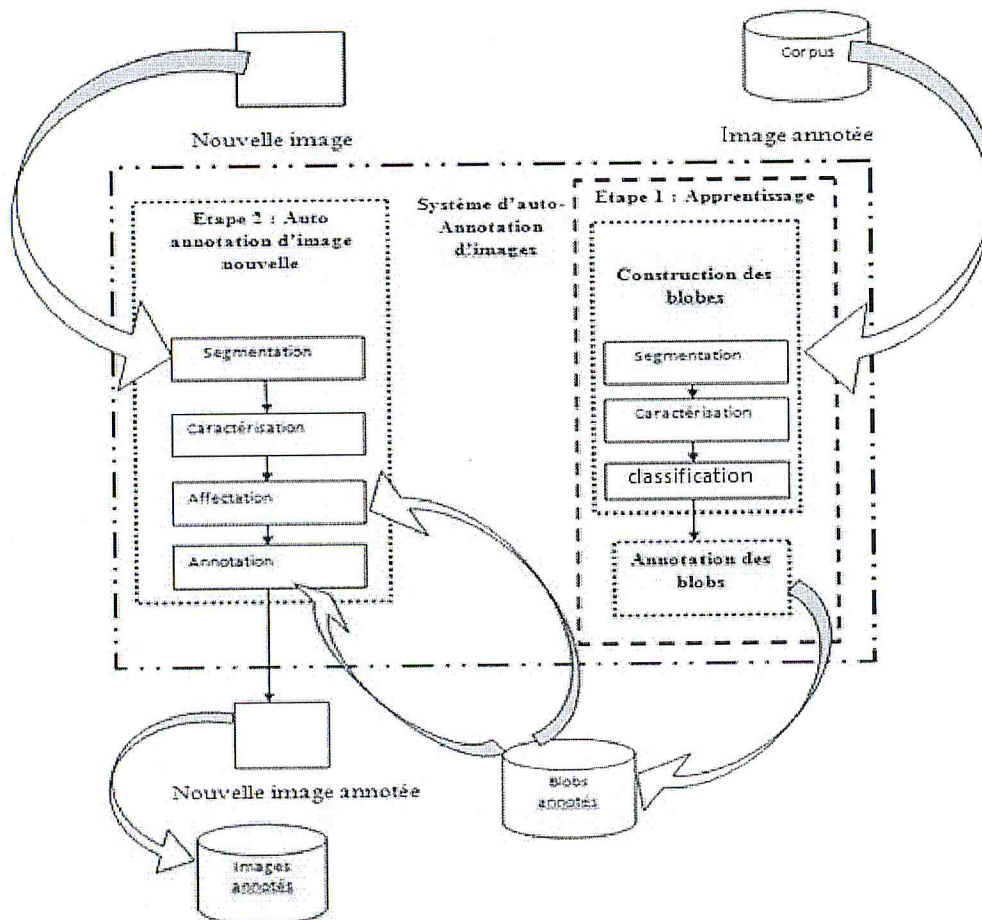 Corpus
Nouvelle image
Image annotée
Système d'auto-
Annotation
d'images
Etape 1 : Apprentissage
Construction des
blobes
Segmentation
Caractérisation
classification
Annotation des
blobs
Etape 2 : Auto
annotation d'image
nouvelle
Segmentation
Caractérisation
Affectation
Annotation
Blobs
annotés
Nouvelle image annotée
Images
annotés